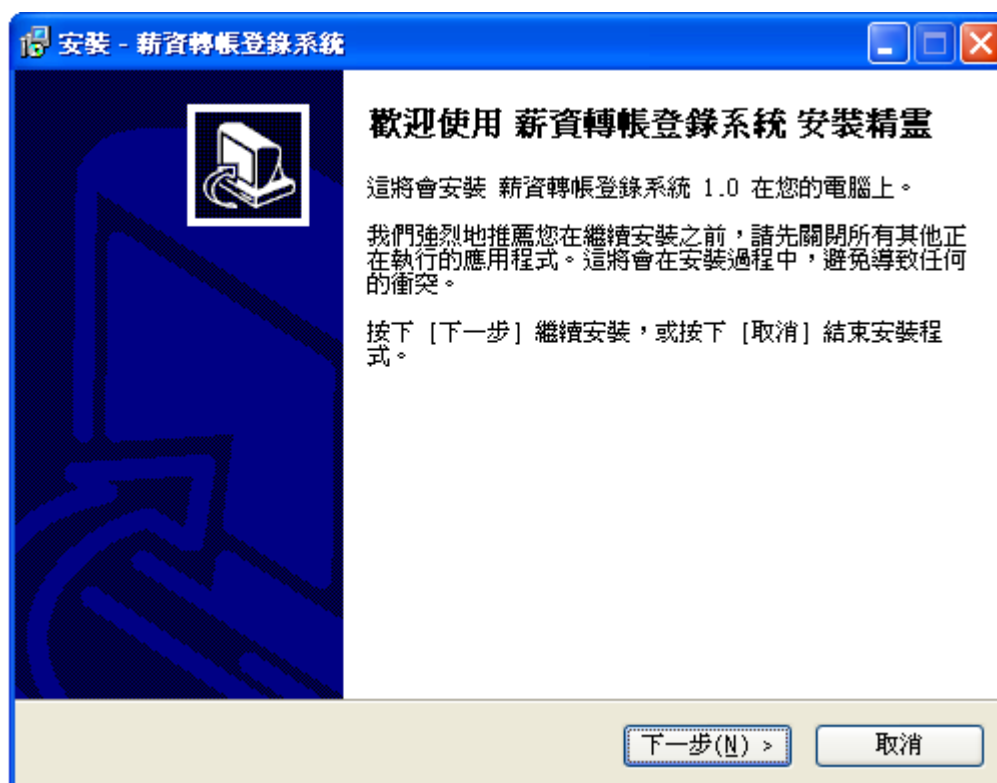 安裝 - 薪資轉帳登錄系統
歡迎使用 薪資轉帳登錄系統 安裝精靈
這將會安裝 薪資轉帳登錄系統 1.0 在您的電腦上。
我們強烈地推薦您在繼續安裝之前，請先關閉所有其他正
在執行的應用程式。這將會在安裝過程中，避免導致任何
的衝突。
按下 [下一步] 繼續安裝，或按下 [取消] 結束安裝程
式。
下一步(N) >
取消